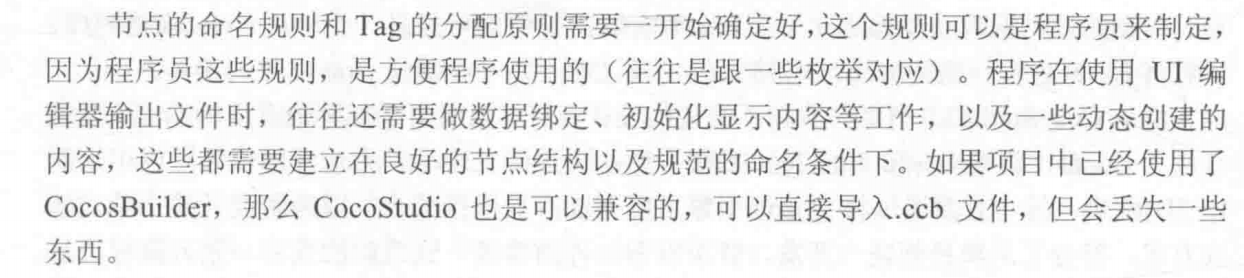 节点的命名规则和 Tag 的分配原则需要一开始确定好，这个规则可以是程序员来制定，
因为程序员这些规则，是方便程序使用的（往往是跟一些枚举对应）。程序在使用 UI 编
辑器输出文件时，往往还需要做数据绑定、初始化显示内容等工作，以及一些动态创建的
内容，这些都需要建立在良好的节点结构以及规范的命名条件下。如果项目中已经使用了
CocosBuilder，那么 CocoStudio 也是可以兼容的，可以直接导入.ccb 文件，但会丢失一些
东西。